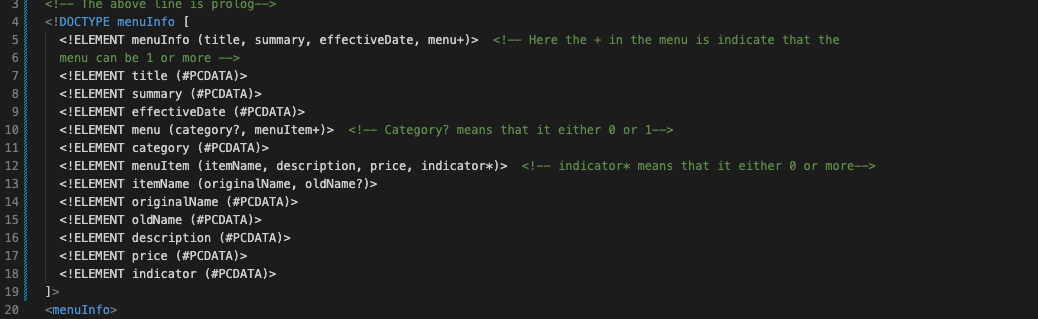 3 <!-- The above line is prolog-->
4 <!DOCTYPE menuInfo [
5 <!ELEMENT menuInfo (title, summary, effectiveDate, menu+)> <!-- Here the + in the menu is indicate that the
6 menu can be 1 or more -->
7 <!ELEMENT title (#PCDATA)>
8 <!ELEMENT summary (#PCDATA)>
9 <!ELEMENT effectiveDate (#PCDATA)>
10 <!ELEMENT menu (category?, menuItem+)> <!-- Category? means that it either 0 or 1-->
11 <!ELEMENT category (#PCDATA)>
12 <!ELEMENT menuItem (itemName, description, price, indicator*)> <!-- indicator* means that it either 0 or more-->
13 <!ELEMENT itemName (originalName, oldName?)>
14 <!ELEMENT originalName (#PCDATA)>
15 <!ELEMENT oldName (#PCDATA)>
16 <!ELEMENT description (#PCDATA)>
17 <!ELEMENT price (#PCDATA)>
18 <!ELEMENT indicator (#PCDATA)>
19 ]>
20 <menuInfo>